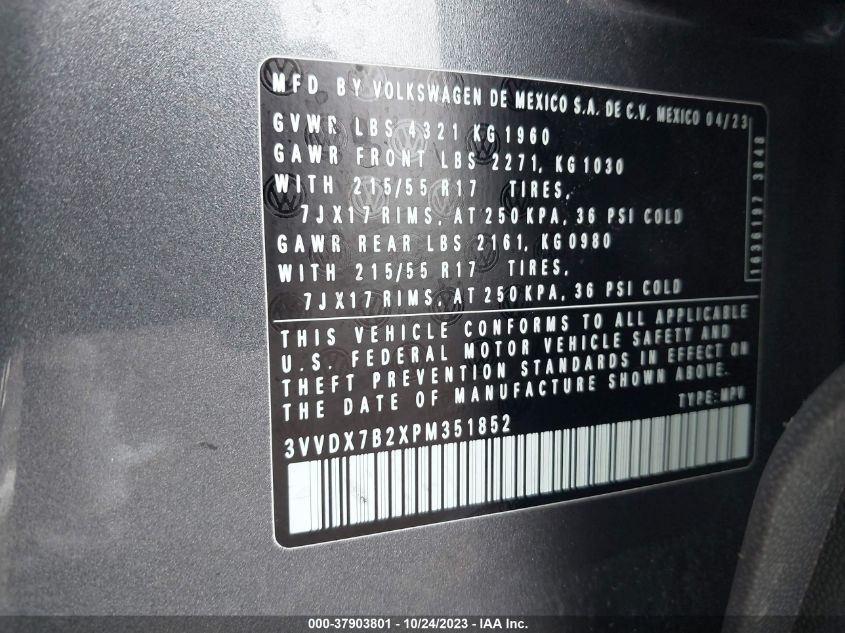 MFD BY VOLKSWAGEN DE MEXICO S.A. DE C.V. MEXICO 04/23
GVWR LBS 4321 KG 1960
GAWR FRONT LBS 2271, KG 1030
WITH 215/55 R17 TIRES,
7JX17 RIMS, AT 250 KPA, 36 PSI COLD
GAWR REAR LBS 2161, KG 0980
WITH 215/55 R17 TIRES,
7JX17 RIMS, AT 250 KPA, 36 PSI COLD
THIS VEHICLE CONFORMS TO ALL APPLICABLE
U.S. FEDERAL MOTOR VEHICLE SAFETY AND
THEFT PREVENTION STANDARDS IN EFFECT ON
THE DATE OF MANUFACTURE SHOWN ABOVE.
TYPE: MPV
3VVDX7B2XPM351852
000-37903801 - 10/24/2023 - IAA Inc.